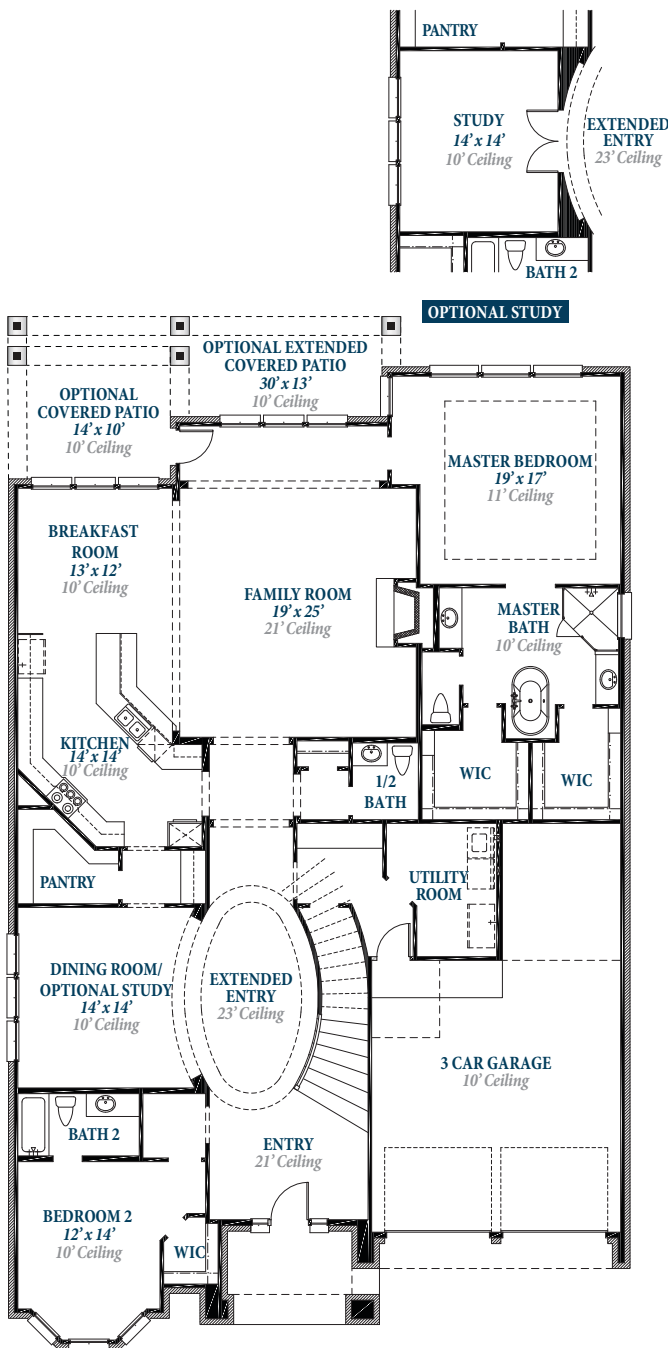 PANTRY
STUDY
14’ x 14’
10’ Ceiling
EXTENDED
ENTRY
23’ Ceiling
BATH 2
OPTIONAL STUDY
OPTIONAL EXTENDED
COVERED PATIO
30’ x 13’
10’ Ceiling
OPTIONAL
COVERED PATIO
14’ x 10’
10’ Ceiling
MASTER BEDROOM
19’ x 17’
11’ Ceiling
BREAKFAST
ROOM
13’ x 12’
10’ Ceiling
FAMILY ROOM
19’ x 25’
21’ Ceiling
MASTER
BATH
10’ Ceiling
KITCHEN
14’ x 14’
10’ Ceiling
1/2
BATH
WIC
WIC
PANTRY
UTILITY
ROOM
DINING ROOM/
OPTIONAL STUDY
14’ x 14’
10’ Ceiling
EXTENDED
ENTRY
23’ Ceiling
3 CAR GARAGE
10’ Ceiling
BATH 2
ENTRY
21’ Ceiling
BEDROOM 2
12’ x 14’
10’ Ceiling
WIC